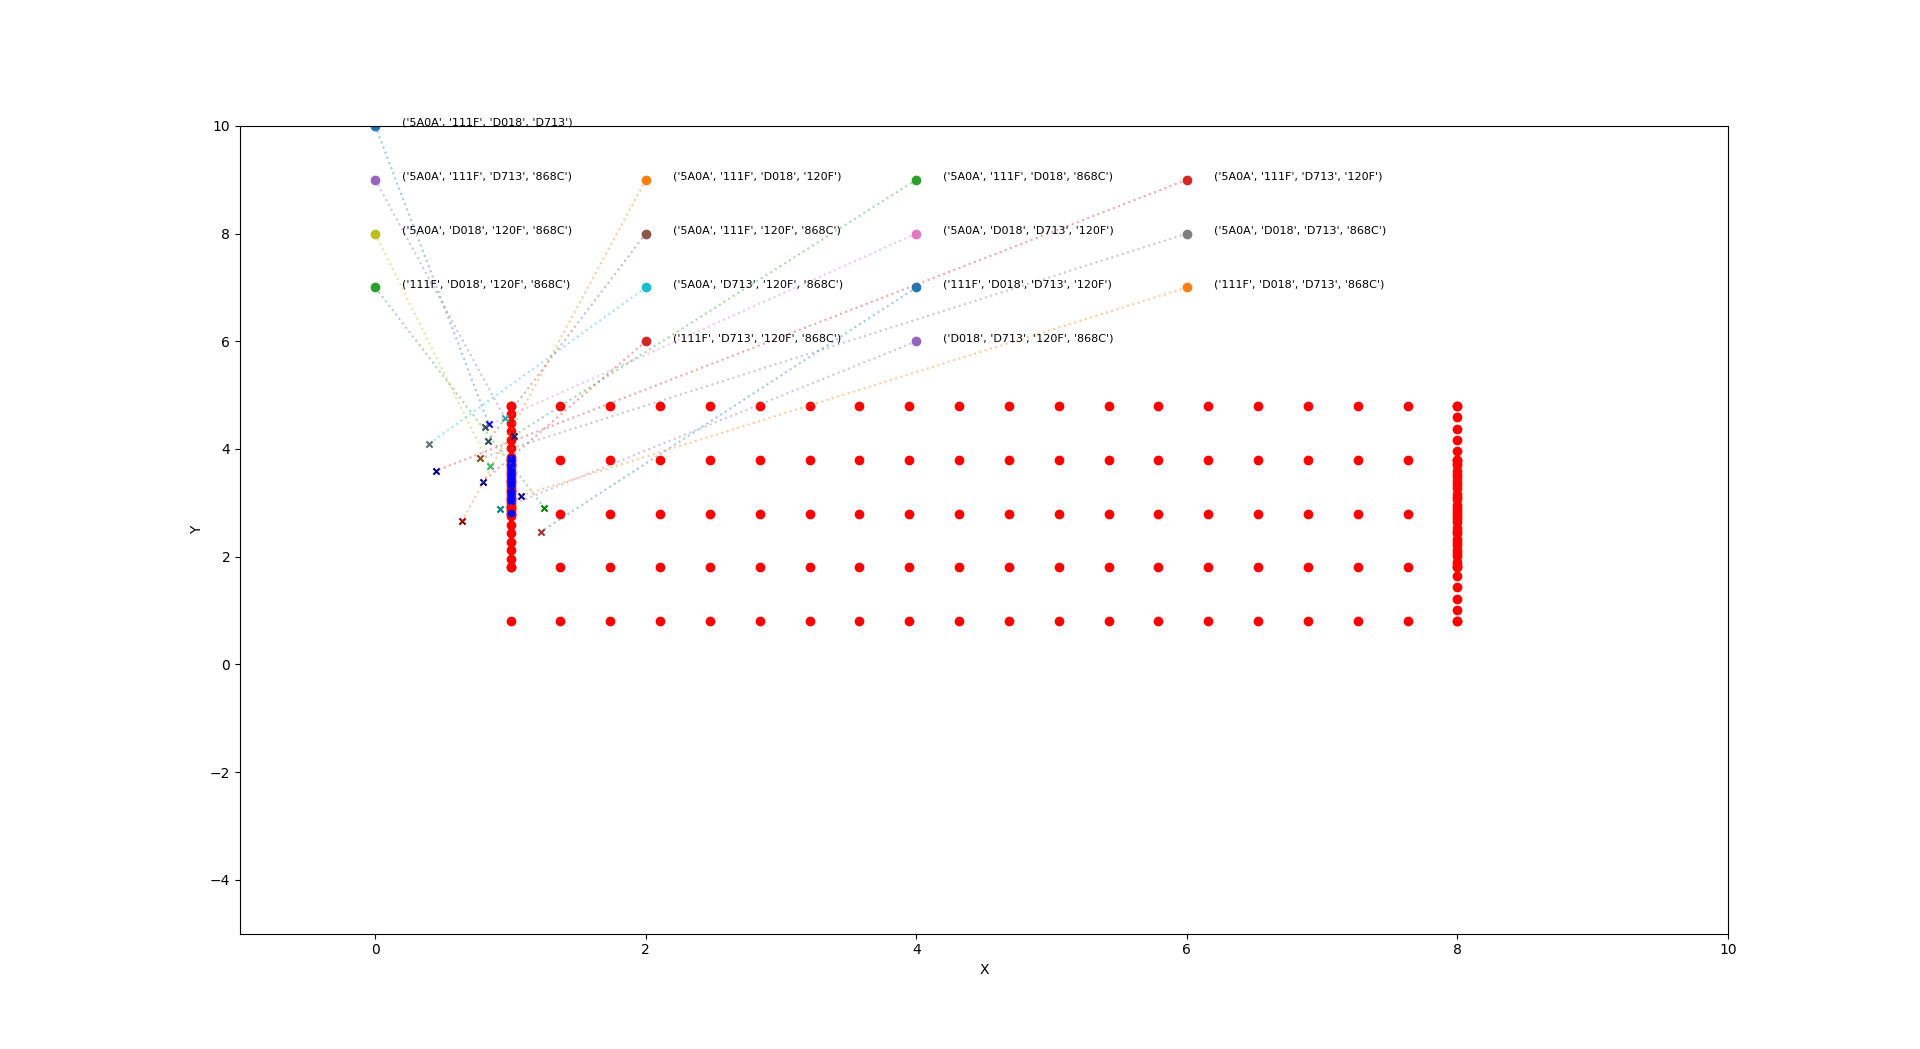 ('5A0A', '111F', 'D018', 'D713')
('5A0A', '111F', 'D713', '868C')
('5A0A', '111F', 'D018', '120F')
('5A0A', '111F', 'D018', '868C')
('5A0A', '111F', 'D713', '120F')
('5A0A', 'D018', '120F', '868C')
('5A0A', '111F', '120F', '868C')
('5A0A', 'D018', 'D713', '120F')
('5A0A', 'D018', 'D713', '868C')
('111F', 'D018', '120F', '868C')
('5A0A', 'D713', '120F', '868C')
('111F', 'D018', 'D713', '120F')
('111F', 'D018', 'D713', '868C')
('111F', 'D713', '120F', '868C')
('D018', 'D713', '120F', '868C')
10
8
6
4
2
0
−2
−4
Y
0
2
4
6
8
10
X